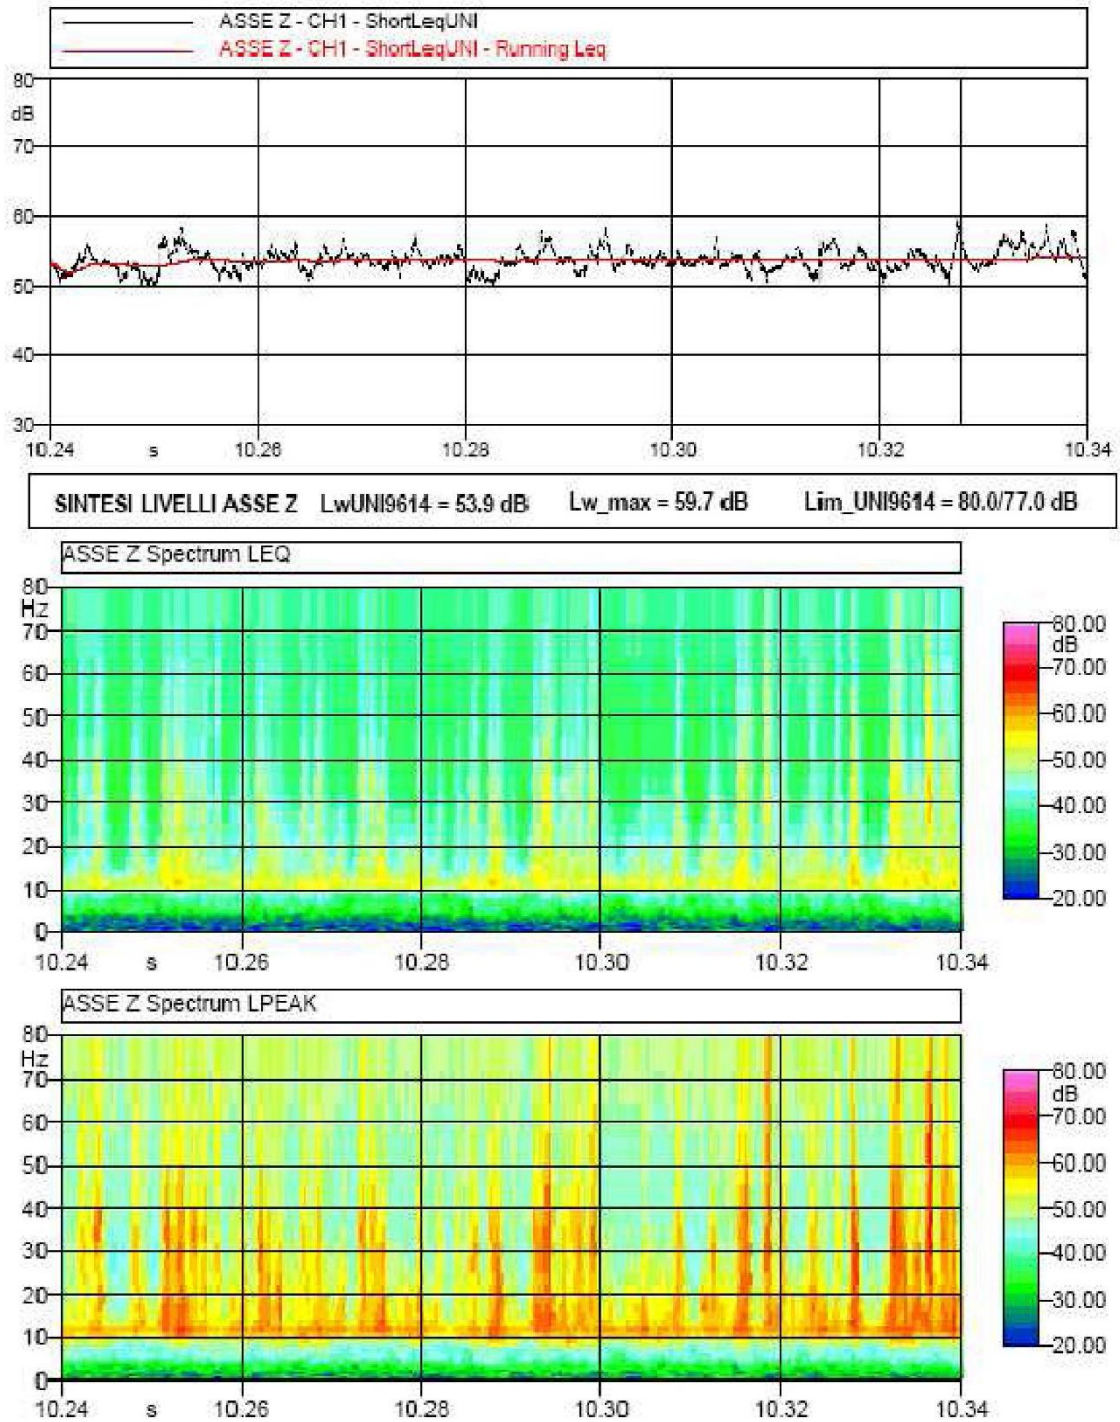 ASSE Z - CH1 - ShortLeqUNI
ASSE Z - CH1 - ShortLeqUNI - Running Leq
80
dB
70
60
50
40
30
10.24 s 10.26 10.28 10.30 10.32 10.34
SINTESI LIVELLI ASSE Z LwUNI9614 = 53.9 dB Lw_max = 59.7 dB Lim_UNI9614 = 80.0/77.0 dB
ASSE Z Spectrum LEQ
80
Hz
70
60
50
40
30
20
10
0
10.24 s 10.26 10.28 10.30 10.32 10.34
80.00
dB
70.00
60.00
50.00
40.00
30.00
20.00
ASSE Z Spectrum LPEAK
80
Hz
70
60
50
40
30
20
10
0
10.24 s 10.26 10.28 10.30 10.32 10.34
80.00
dB
70.00
60.00
50.00
40.00
30.00
20.00